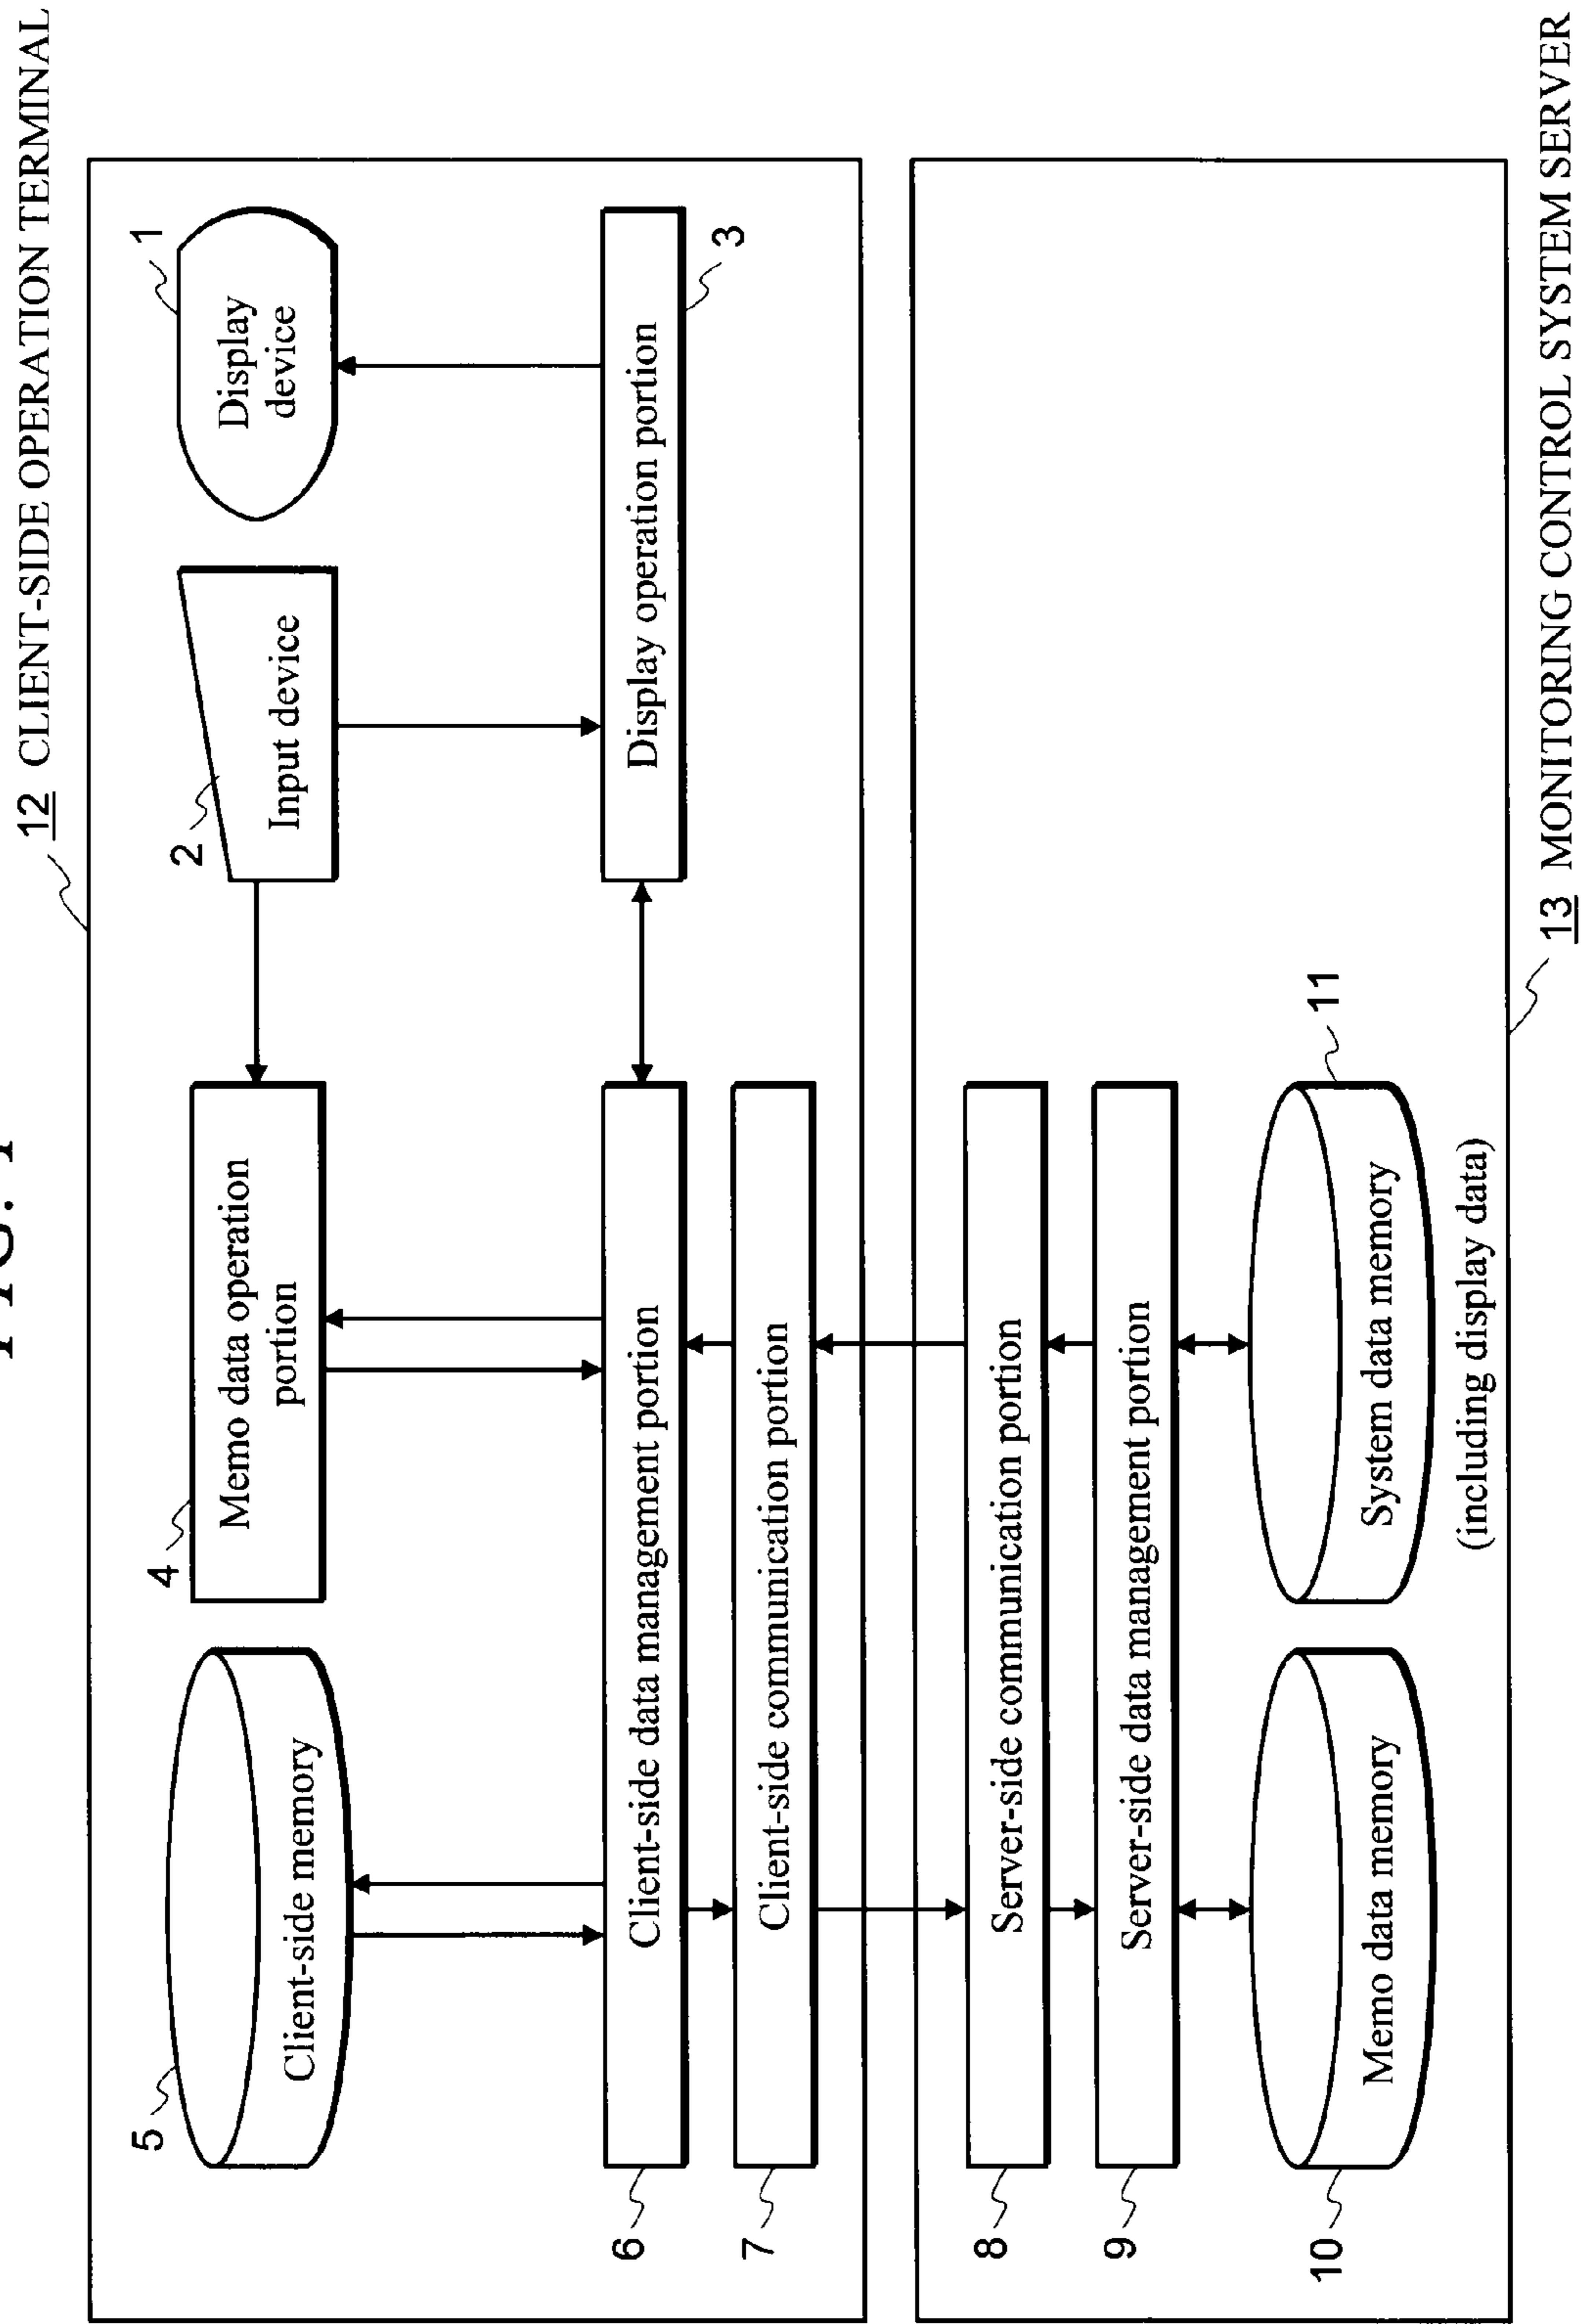 FIG. 1
12 CLIENT-SIDE OPERATION TERMINAL
5
Client-side memory
4
Memo data operation
portion
2
Input device
1
Display
device
6
Client-side data management portion
Display operation portion
3
7
Client-side communication portion
8
Server-side communication portion
9
Server-side data management portion
10
Memo data memory
System data memory
11
(including display data)
13 MONITORING CONTROL SYSTEM SERVER